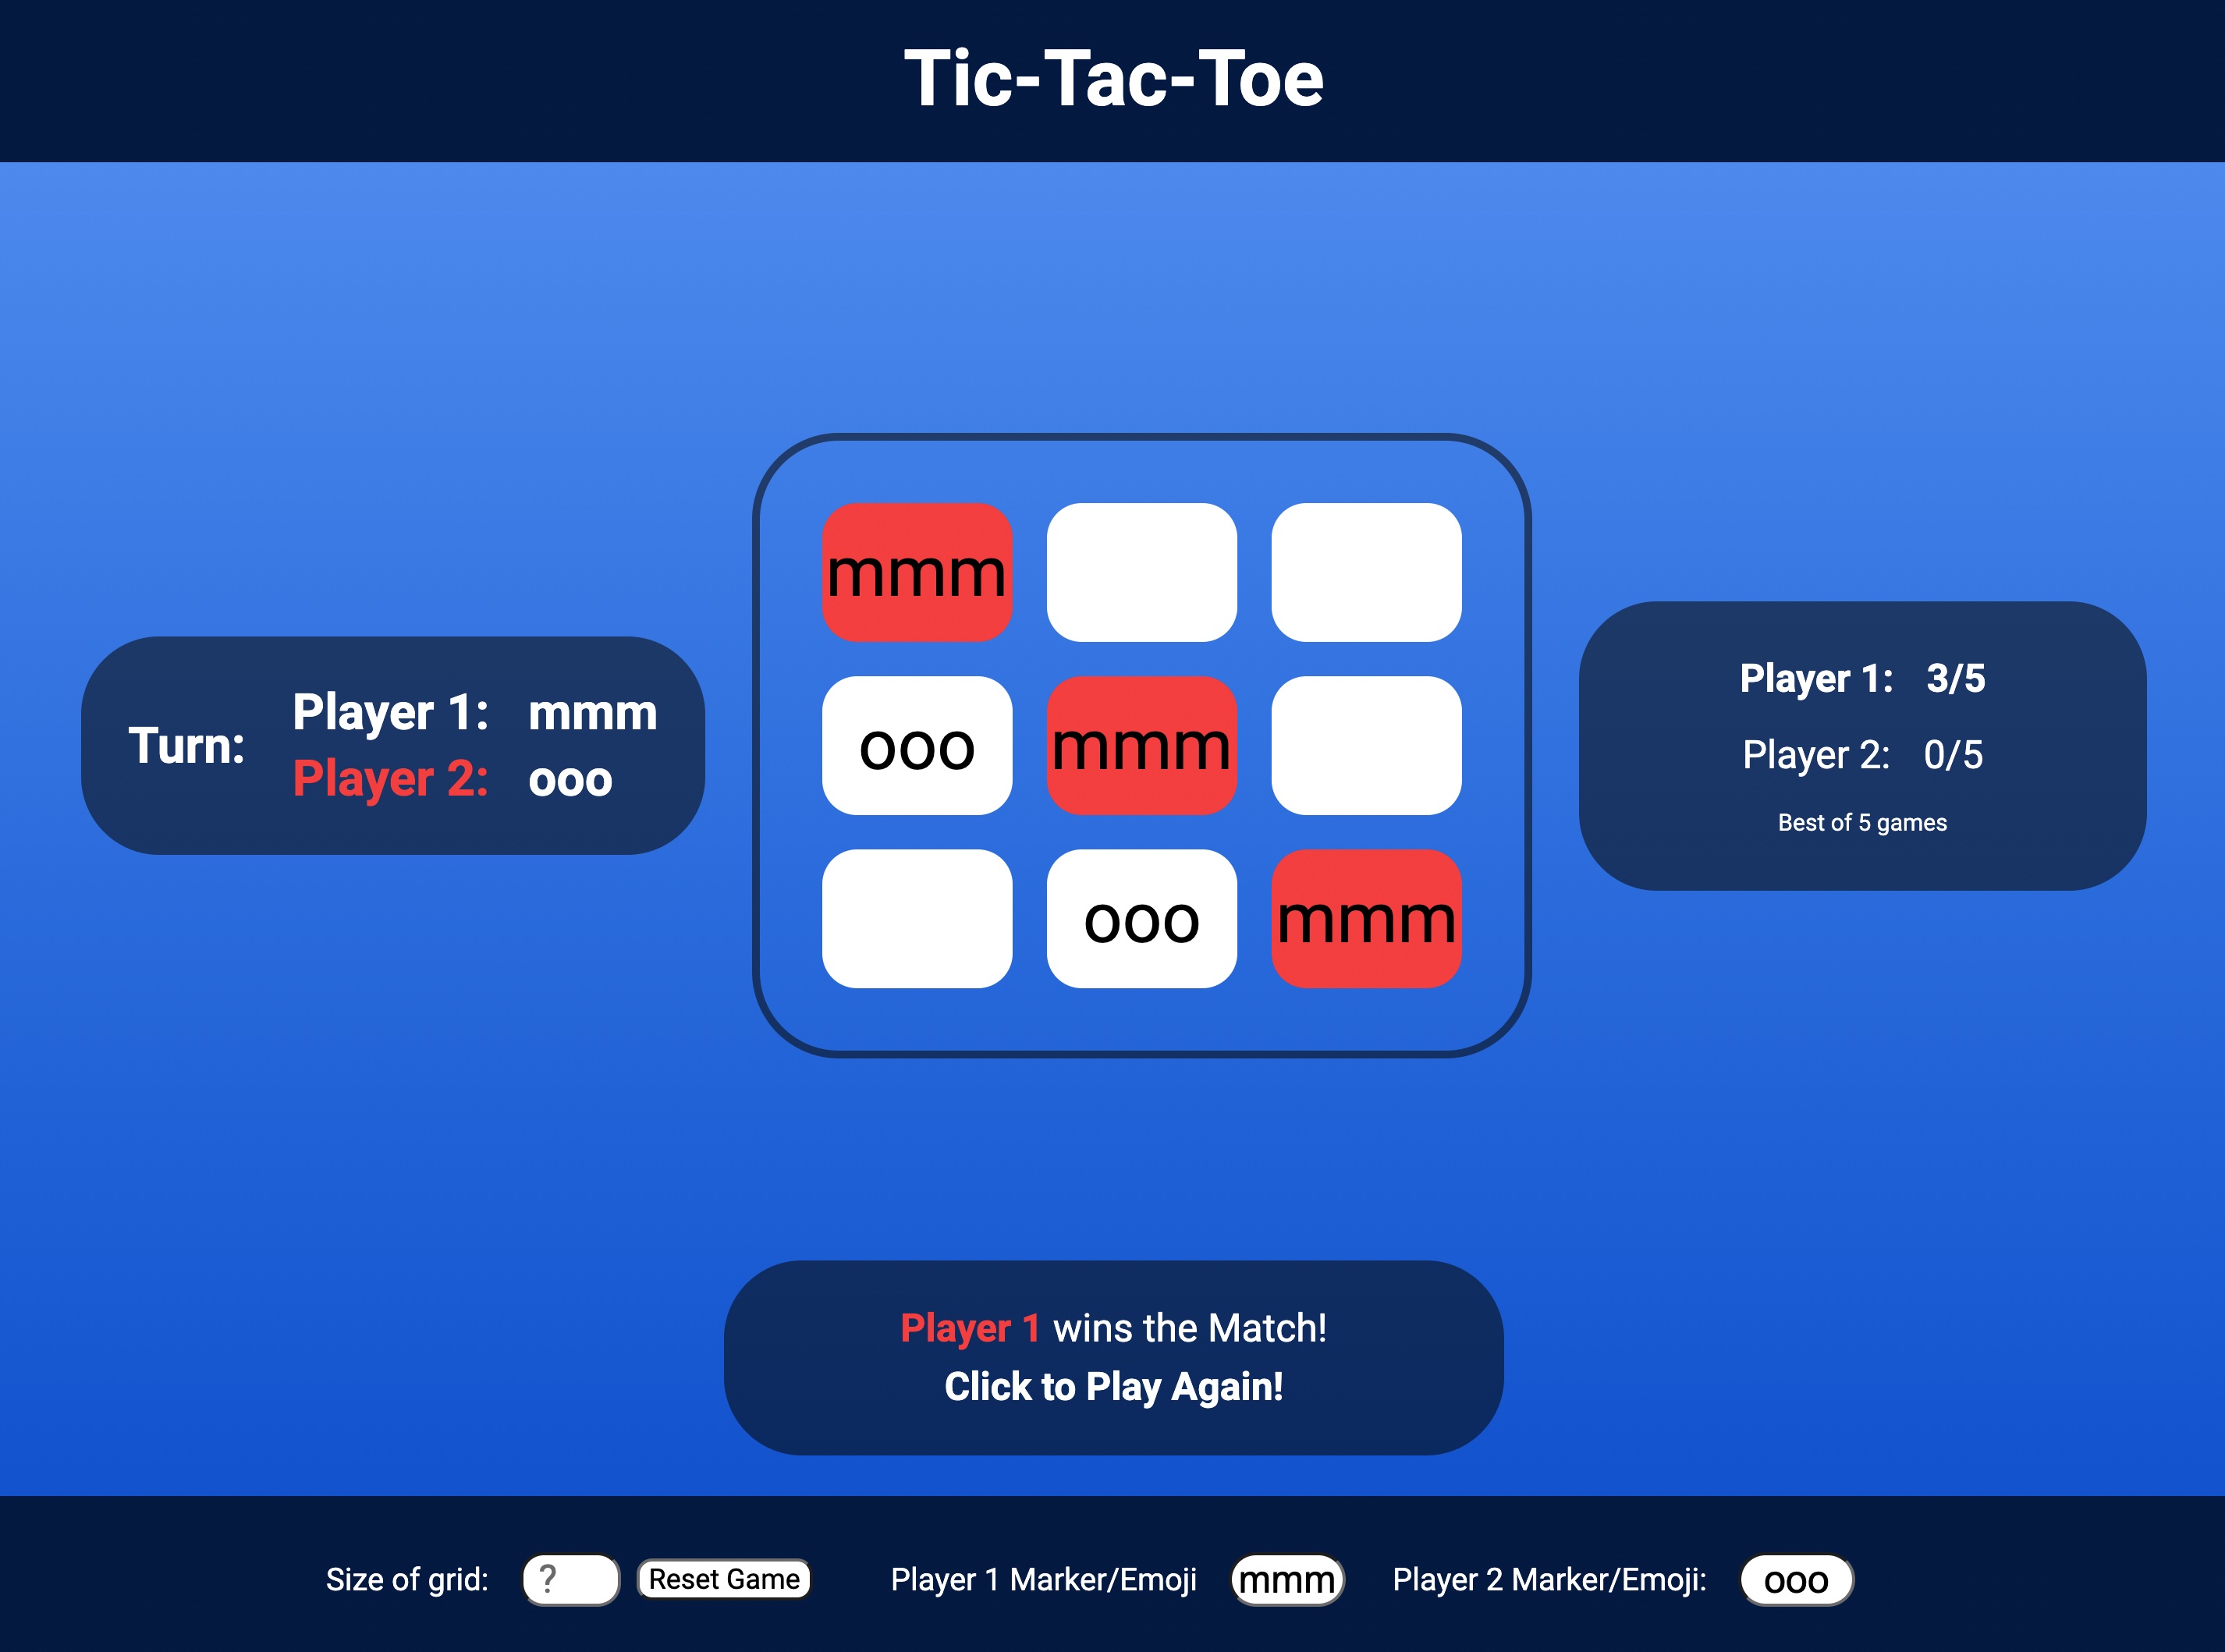 Tic-Tac-Toe
Turn:
Player 1: mmm
Player 2: ooo
mmm
ooo mmm
ooo mmm
Player 1: 3/5
Player 2: 0/5
Best of 5 games
Player 1 wins the Match!
Click to Play Again!
Size of grid: ? Reset Game Player 1 Marker/Emoji mmm Player 2 Marker/Emoji: ooo